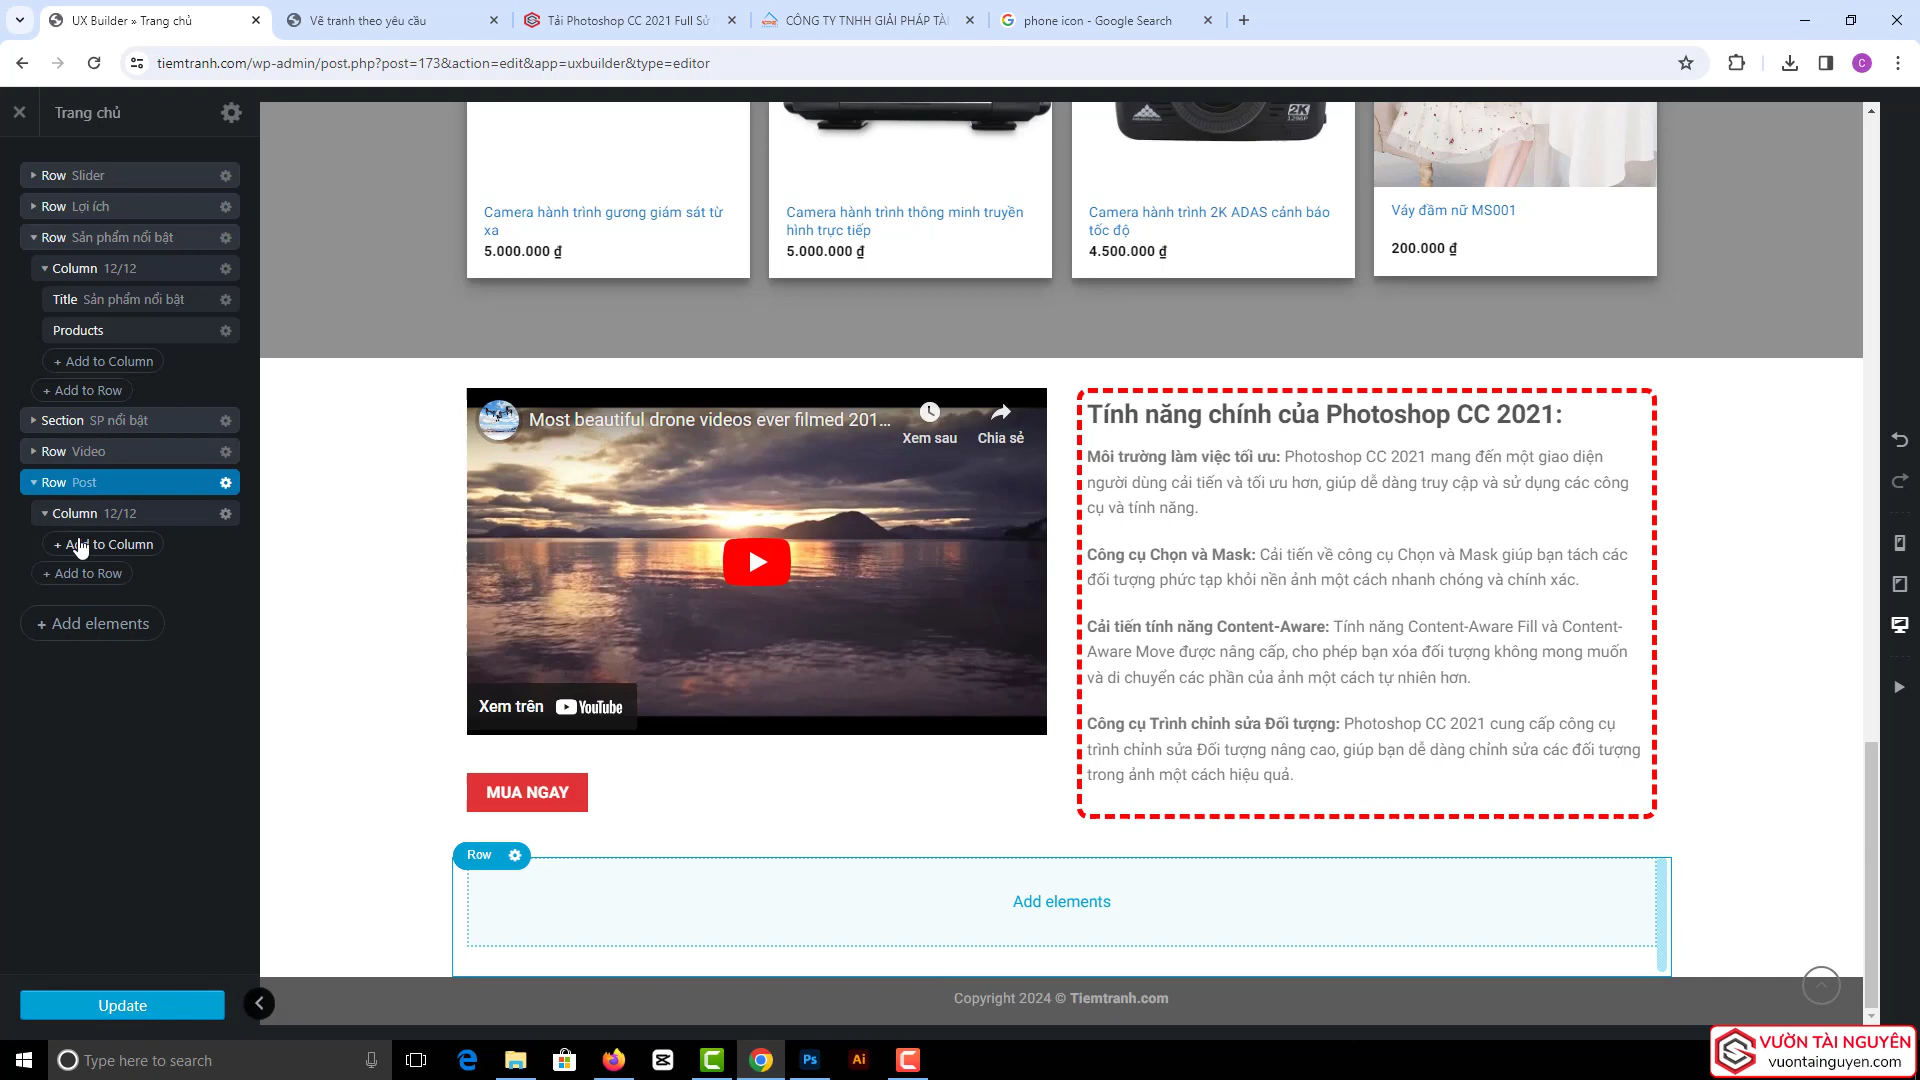 UX Builder » Trang chủ
Vẽ tranh theo yêu cầu
Tải Photoshop CC 2021 Full Sử
CÔNG TY TNHH GIẢI PHÁP TÀI
phone icon - Google Search
tiemtranh.com/wp-admin/post.php?post=173&action=edit&app=uxbuilder&type=editor
C
Trang chủ
Row Slider
Row Lợi ích
Row Sản phẩm nổi bật
Column 12/12
Title Sản phẩm nổi bật
Products
+ Add to Column
+ Add to Row
Section SP nổi bật
Row Video
Row Post
Column 12/12
+ Add to Column
+ Add to Row
+ Add elements
Update
2K
1296P
Camera hành trình gương giám sát từ
xa
5.000.000 ₫
Camera hành trình thông minh truyền
hình trực tiếp
5.000.000 ₫
Camera hành trình 2K ADAS cảnh báo
tốc độ
4.500.000 ₫
Váy đầm nữ MS001
200.000 ₫
Most beautiful drone videos ever filmed 201...
Xem sau
Chia sẻ
Xem trên YouTube
MUA NGAY
Tính năng chính của Photoshop CC 2021:
Môi trường làm việc tối ưu: Photoshop CC 2021 mang đến một giao diện
người dùng cải tiến và tối ưu hơn, giúp dễ dàng truy cập và sử dụng các công
cụ và tính năng.
Công cụ Chọn và Mask: Cải tiến về công cụ Chọn và Mask giúp bạn tách các
đối tượng phức tạp khỏi nền ảnh một cách nhanh chóng và chính xác.
Cải tiến tính năng Content-Aware: Tính năng Content-Aware Fill và Content-
Aware Move được nâng cấp, cho phép bạn xóa đối tượng không mong muốn
và di chuyển các phần của ảnh một cách tự nhiên hơn.
Công cụ Trình chỉnh sửa Đối tượng: Photoshop CC 2021 cung cấp công cụ
trình chỉnh sửa Đối tượng nâng cao, giúp bạn dễ dàng chỉnh sửa các đối tượng
trong ảnh một cách hiệu quả.
Row
Add elements
Copyright 2024 © Tiemtranh.com
Type here to search
Ps
Ai
VƯỜN TÀI NGUYÊN
vuontainguyen.com